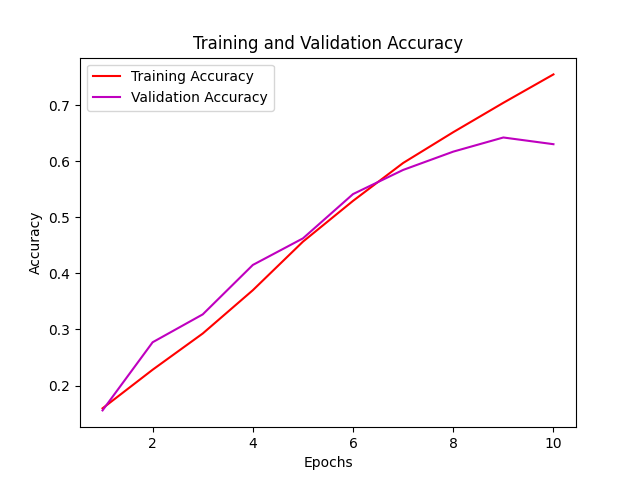 Training and Validation Accuracy
Training Accuracy
Validation Accuracy
0.7
0.6
0.5
0.4
0.3
0.2
Accuracy
2 4 6 8 10
Epochs